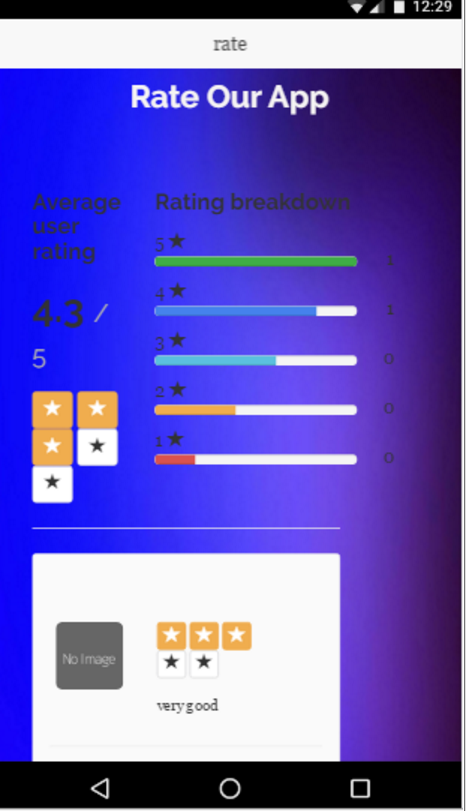 12:29
rate
Rate Our App
Average
user
rating
4.3 /
5
Rating breakdown
5 ★
1
4 ★
1
3 ★
0
2 ★
0
1 ★
0
No Image
very good